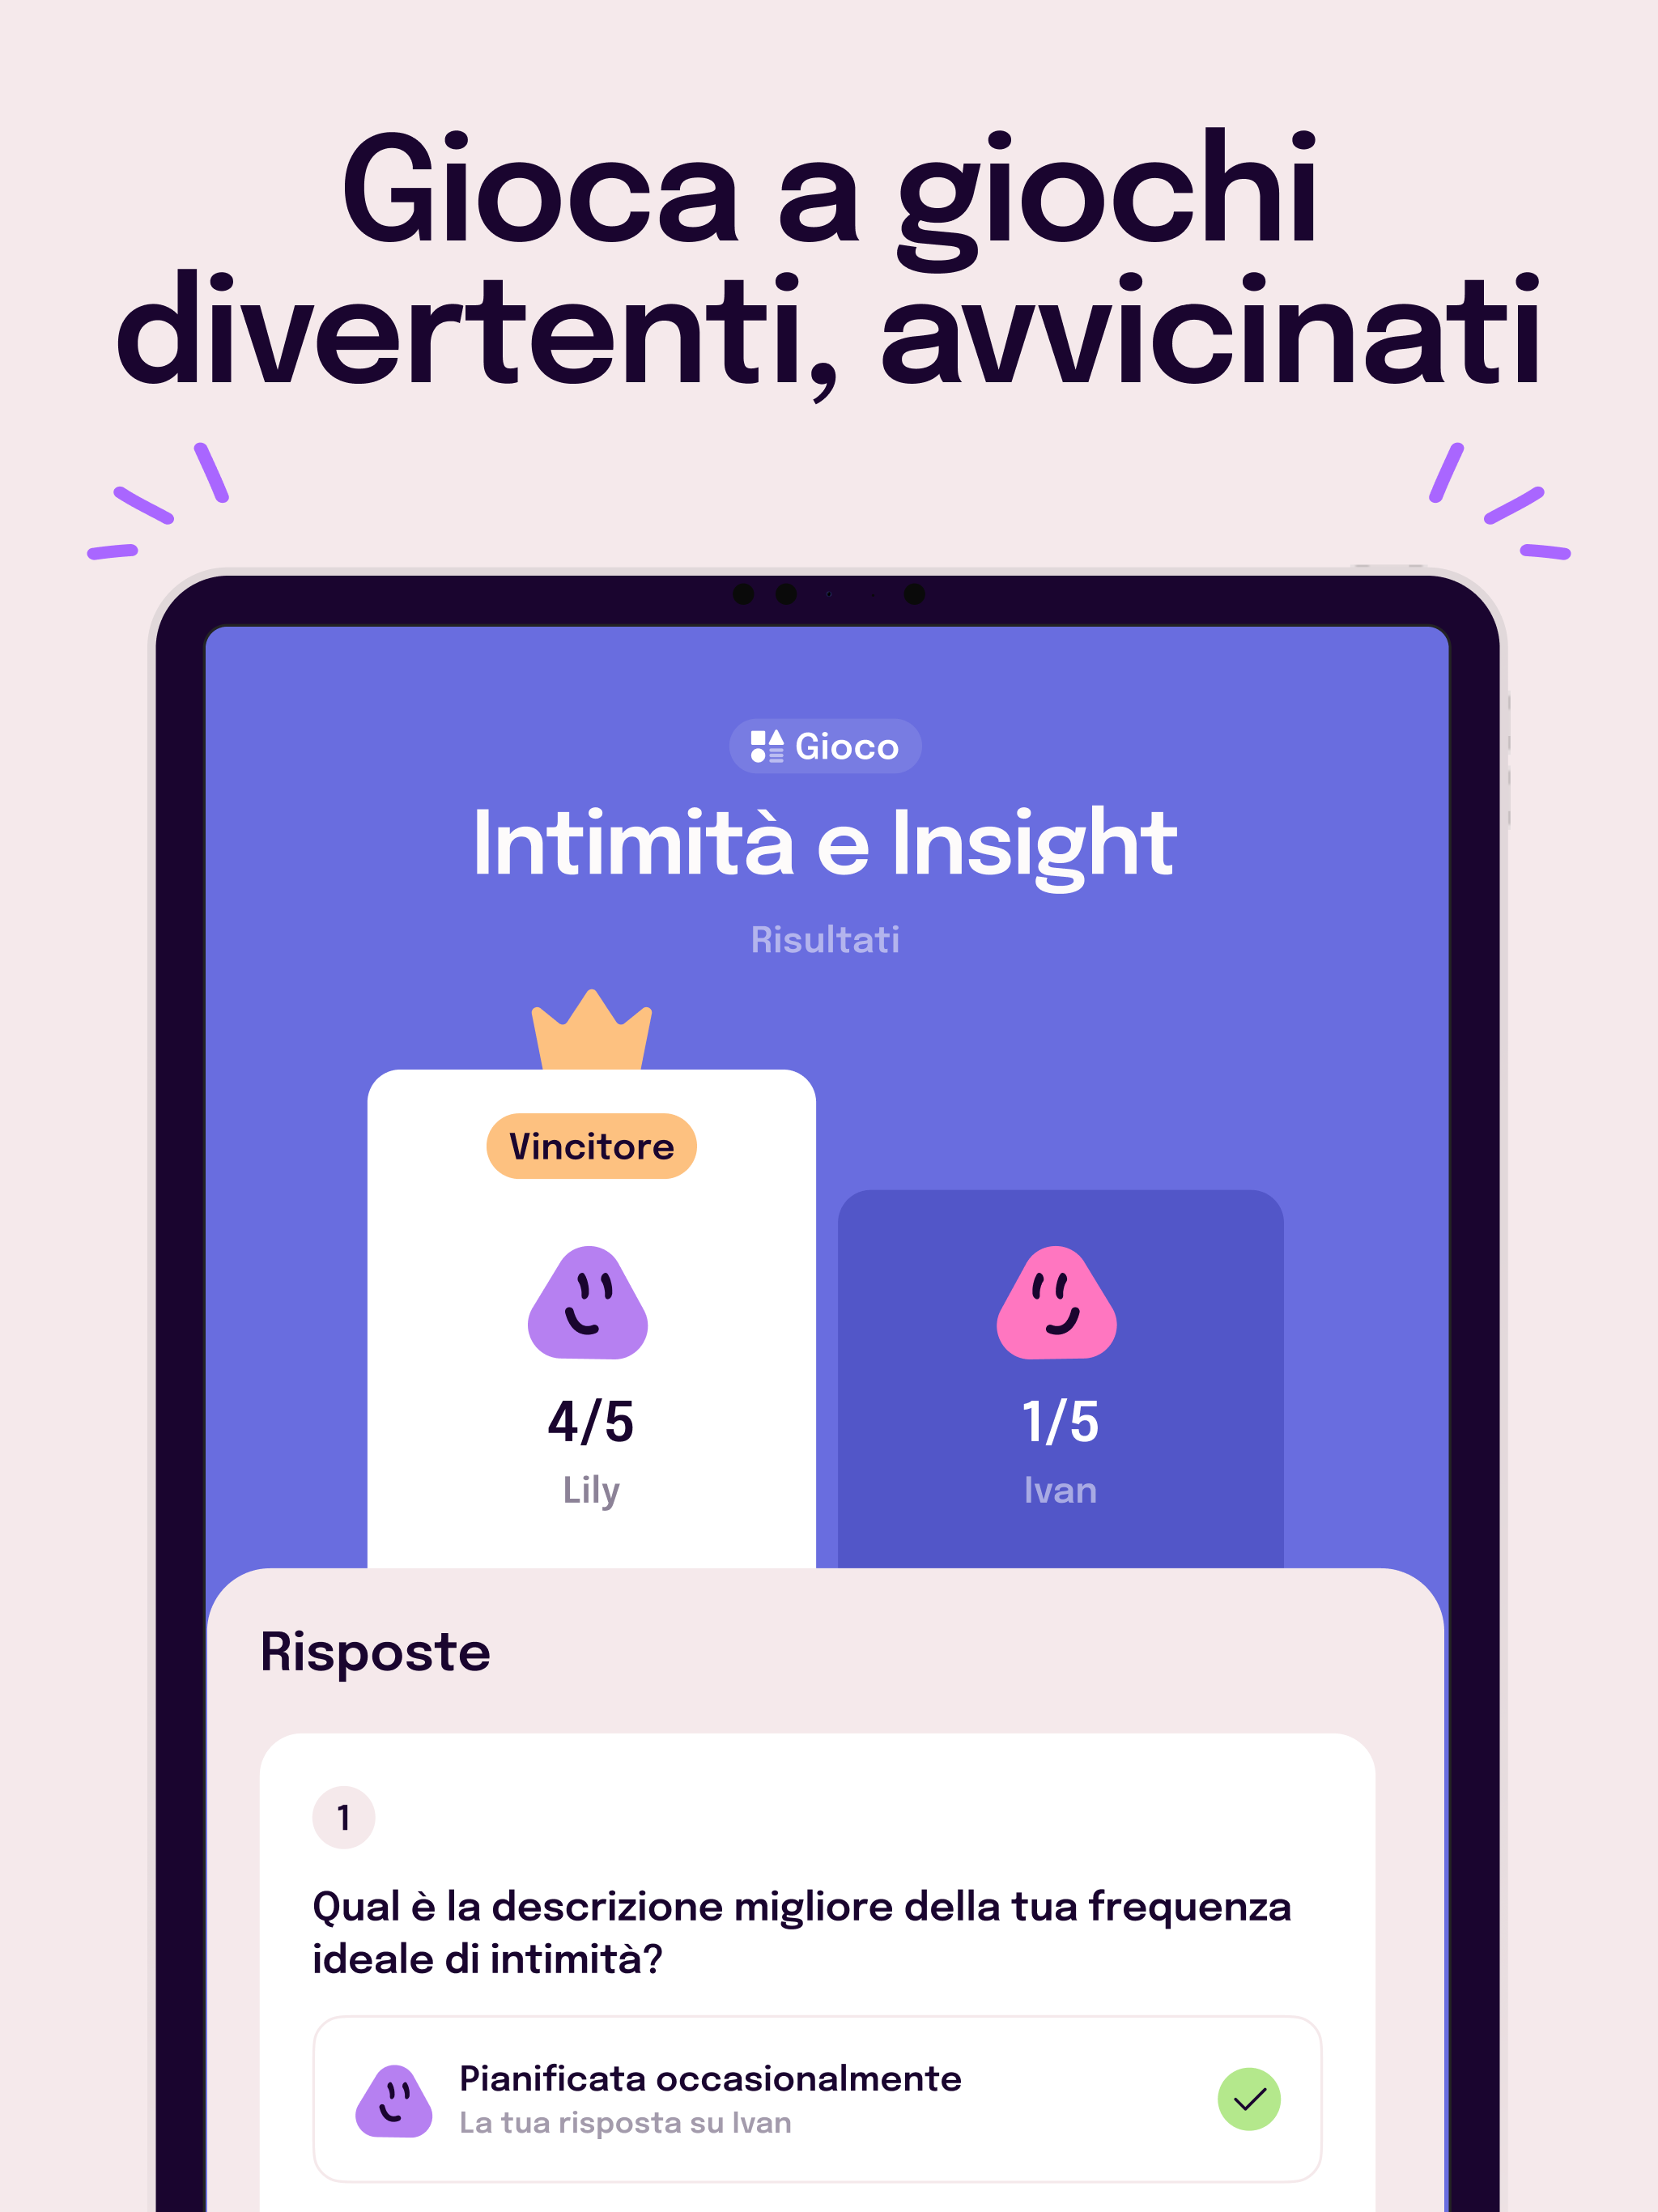 Gioca a giochi
divertenti, avvicinati
Gioco
Intimità e Insight
Risultati
Vincitore
4/5
Lily
1/5
Ivan
Risposte
1
Qual è la descrizione migliore della tua frequenza
ideale di intimità?
Pianificata occasionalmente
La tua risposta su Ivan